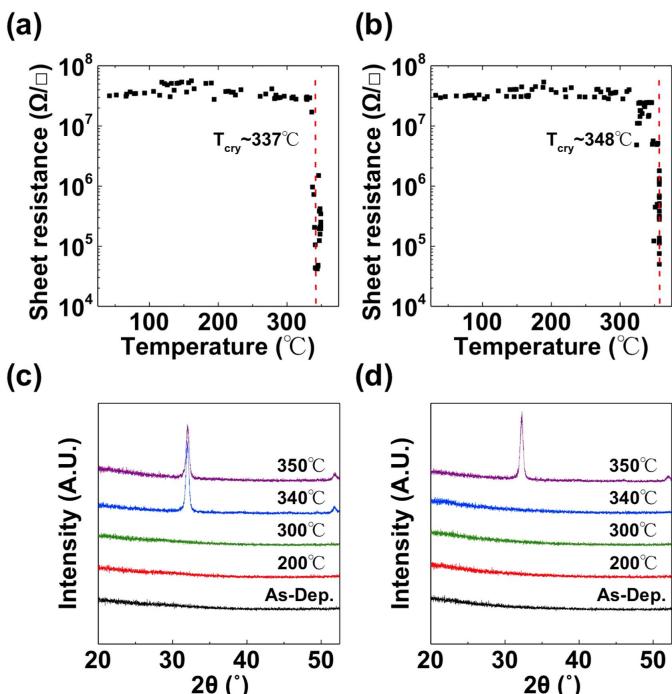 (a)
(b)
Sheet resistance (Ω/□)
10⁸
10⁷
10⁶
10⁵
10⁴
T_cry~337℃
100
200
300
Temperature (℃)
Sheet resistance (Ω/□)
10⁸
10⁷
10⁶
10⁵
10⁴
T_cry~348℃
100
200
300
Temperature (℃)
(c)
(d)
Intensity (A.U.)
350℃
340℃
300℃
200℃
As-Dep.
20
30
40
50
2θ (°)
Intensity (A.U.)
350℃
340℃
300℃
200℃
As-Dep.
20
30
40
50
2θ (°)